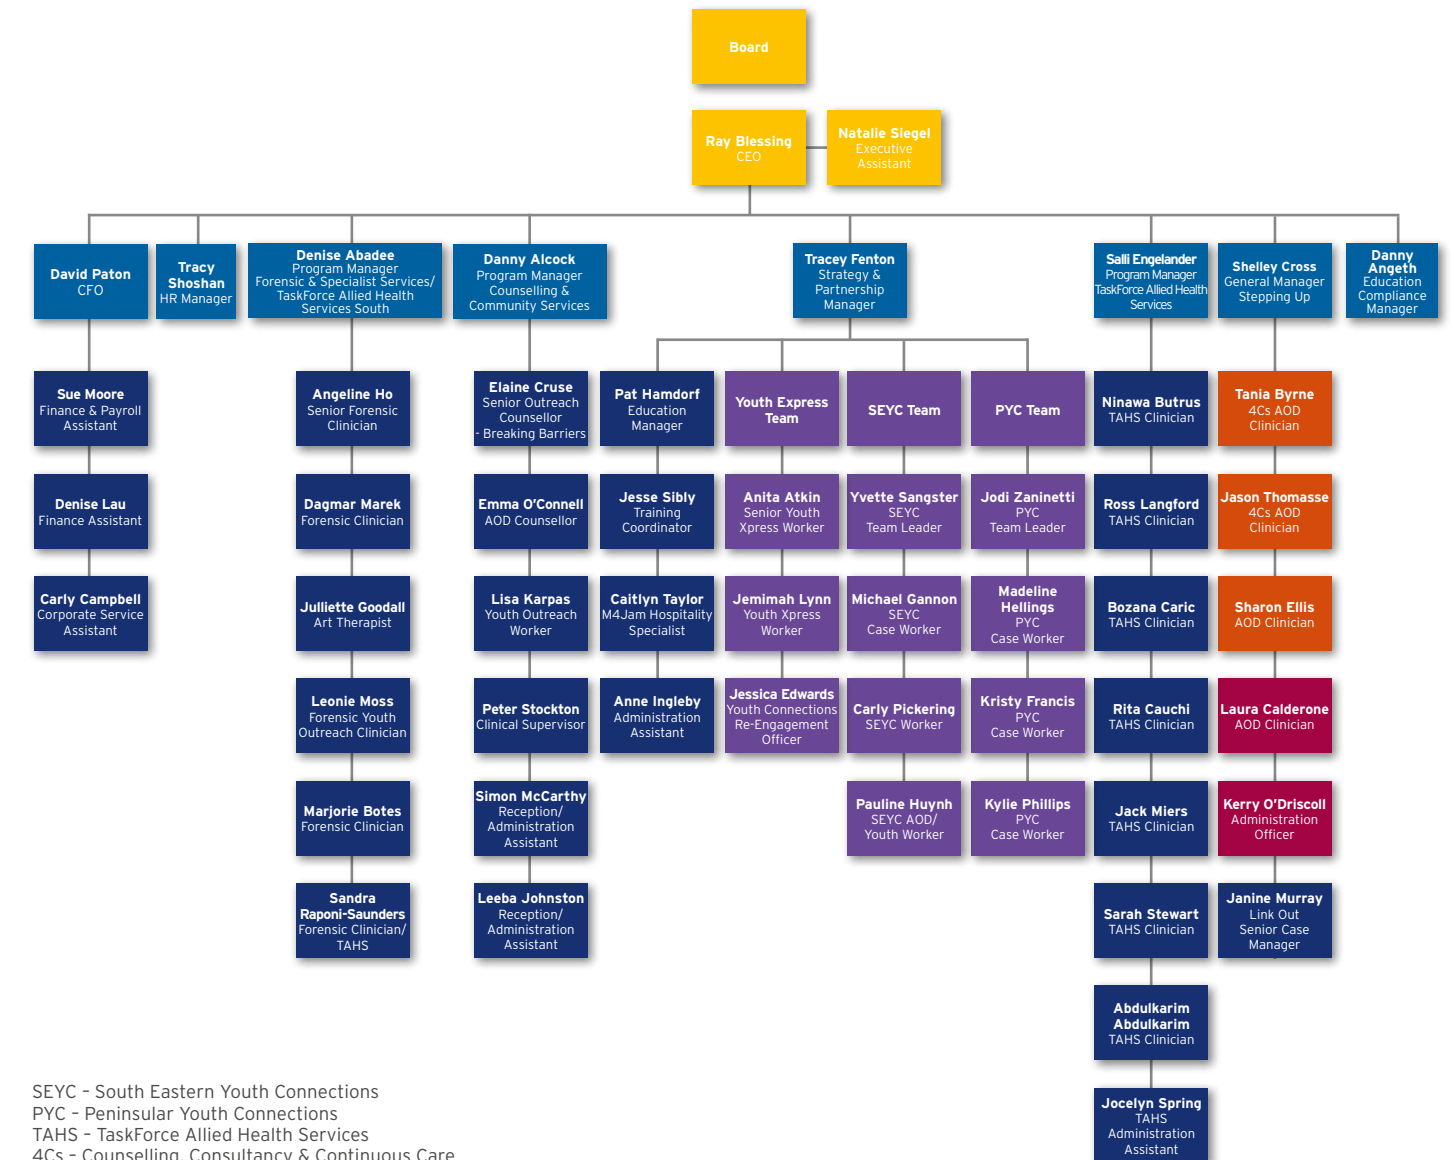 Board
Ray Blessing
CEO
Natalie Siegel
Executive
Assistant
David Paton
CFO
Tracy
Shoshan
HR Manager
Denise Abadee
Program Manager
Forensic & Specialist Services/
TaskForce Allied Health
Services South
Danny Alcock
Program Manager
Counselling &
Community Services
Tracey Fenton
Strategy &
Partnership
Manager
Salli Engelander
Program Manager
TaskForce Allied Health
Services
Shelley Cross
General Manager
Stepping Up
Danny
Angeth
Education
Compliance
Manager
Sue Moore
Finance & Payroll
Assistant
Angeline Ho
Senior Forensic
Clinician
Elaine Cruse
Senior Outreach
Counsellor
- Breaking Barriers
Pat Hamdorf
Education
Manager
Youth Express
Team
SEYC Team
PYC Team
Ninawa Butrus
TAHS Clinician
Tania Byrne
4Cs AOD
Clinician
Denise Lau
Finance Assistant
Dagmar Marek
Forensic Clinician
Emma O'Connell
AOD Counsellor
Jesse Sibly
Training
Coordinator
Anita Atkin
Senior Youth
Xpress Worker
Yvette Sangster
SEYC
Team Leader
Jodi Zaninetti
PYC
Team Leader
Ross Langford
TAHS Clinician
Jason Thomasse
4Cs AOD
Clinician
Carly Campbell
Corporate Service
Assistant
Julliette Goodall
Art Therapist
Lisa Karpas
Youth Outreach
Worker
Caitlyn Taylor
M4Jam Hospitality
Specialist
Jemimah Lynn
Youth Xpress
Worker
Michael Gannon
SEYC
Case Worker
Madeline
Hellings
PYC
Case Worker
Bozana Caric
TAHS Clinician
Sharon Ellis
AOD Clinician
Leonie Moss
Forensic Youth
Outreach Clinician
Peter Stockton
Clinical Supervisor
Anne Ingleby
Administration
Assistant
Jessica Edwards
Youth Connections
Re-Engagement
Officer
Carly Pickering
SEYC Worker
Kristy Francis
PYC
Case Worker
Rita Cauchi
TAHS Clinician
Laura Calderone
AOD Clinician
Marjorie Botes
Forensic Clinician
Simon McCarthy
Reception/
Administration
Assistant
Pauline Huynh
SEYC AOD/
Youth Worker
Kylie Phillips
PYC
Case Worker
Jack Miers
TAHS Clinician
Kerry O'Driscoll
Administration
Officer
Sandra
Raponi-Saunders
Forensic Clinician/
TAHS
Leeba Johnston
Reception/
Administration
Assistant
Sarah Stewart
TAHS Clinician
Janine Murray
Link Out
Senior Case
Manager
Abdulkarim
Abdulkarim
TAHS Clinician
Jocelyn Spring
TAHS
Administration
Assistant
SEYC – South Eastern Youth Connections
PYC – Peninsular Youth Connections
TAHS – TaskForce Allied Health Services
4Cs – Counselling, Consultancy & Continuous Care